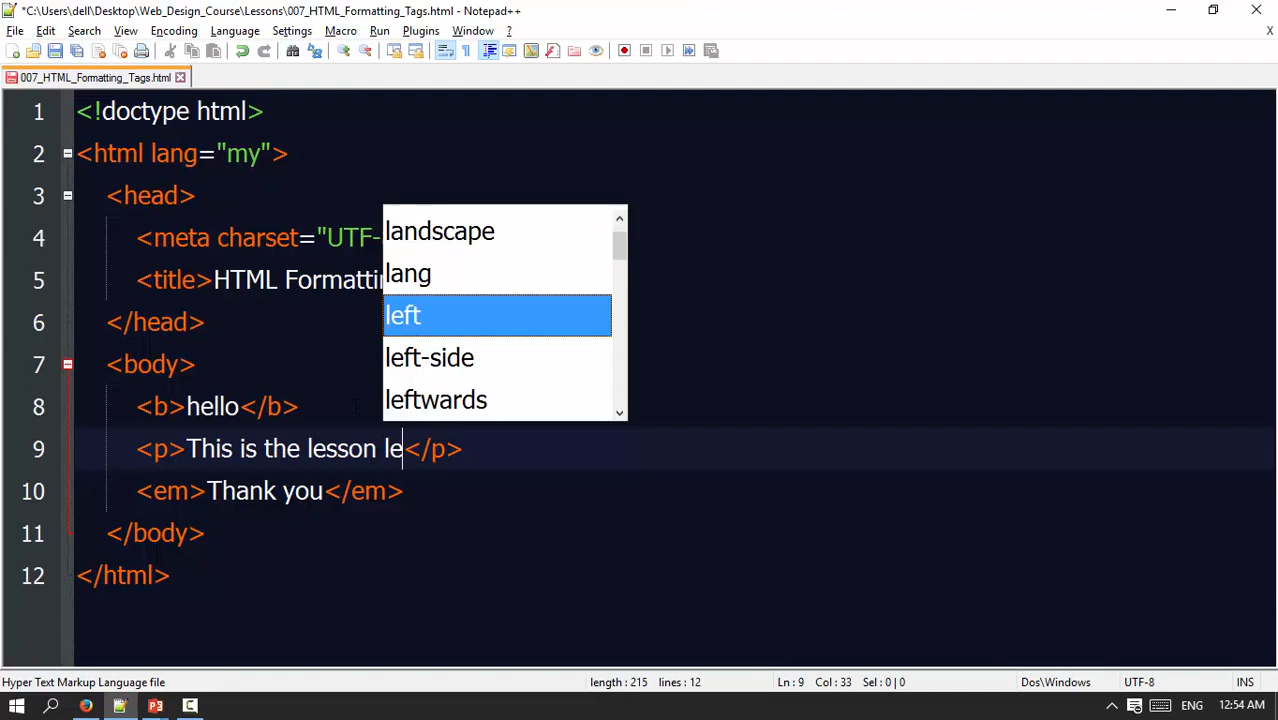 *C:\Users\dell\Desktop\Web_Design_Course\Lessons\007_HTML_Formatting_Tags.html - Notepad++
File Edit Search View Encoding Language Settings Macro Run Plugins Window ? X
007_HTML_Formatting_Tags.html
1 <!doctype html>
2 <html lang="my">
3 <head>
4 <meta charset="UTF-
5 <title>HTML Formattin
6 </head>
7 <body>
8 <b>hello</b>
9 <p>This is the lesson le</p>
10 <em>Thank you</em>
11 </body>
12 </html>
landscape
lang
left
left-side
leftwards
Hyper Text Markup Language file length : 215 lines : 12 Ln : 9 Col : 33 Sel : 0 | 0 Dos\Windows UTF-8 INS
ENG 12:54 AM